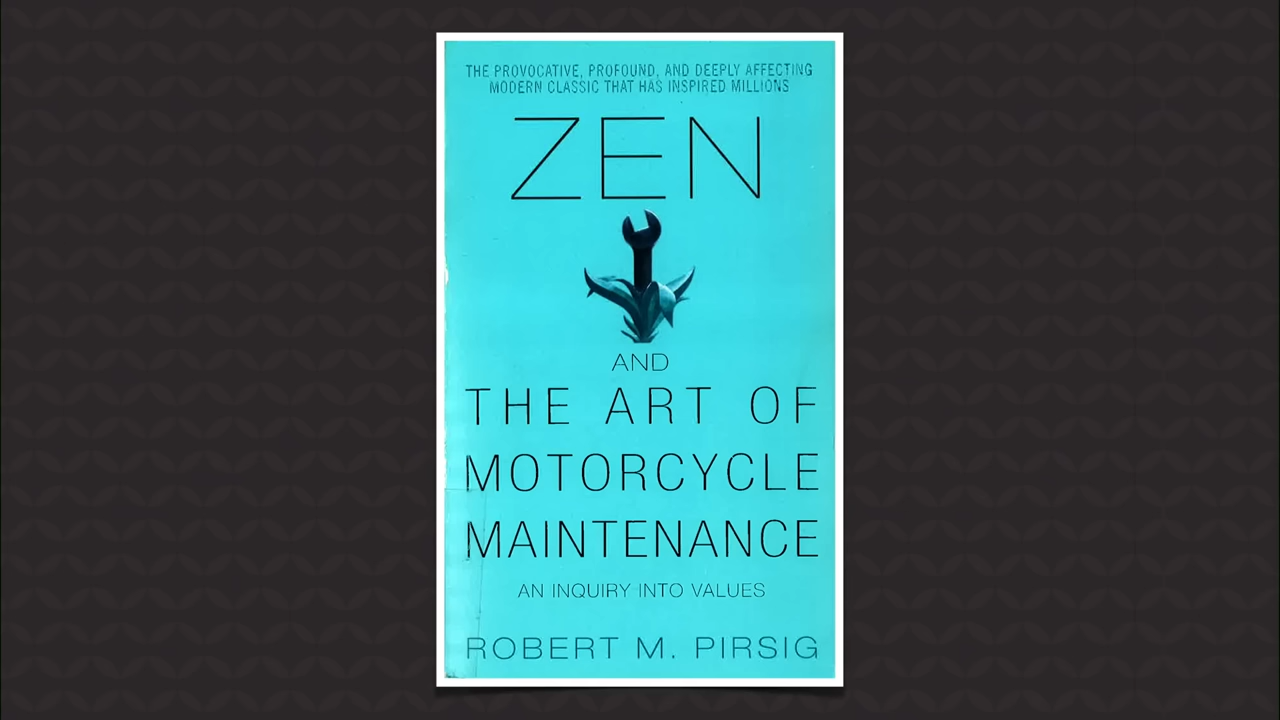 THE PROVOCATIVE, PROFOUND, AND DEEPLY AFFECTING
MODERN CLASSIC THAT HAS INSPIRED MILLIONS
ZEN
AND
THE ART OF
MOTORCYCLE
MAINTENANCE
AN INQUIRY INTO VALUES
ROBERT M. PIRSIG